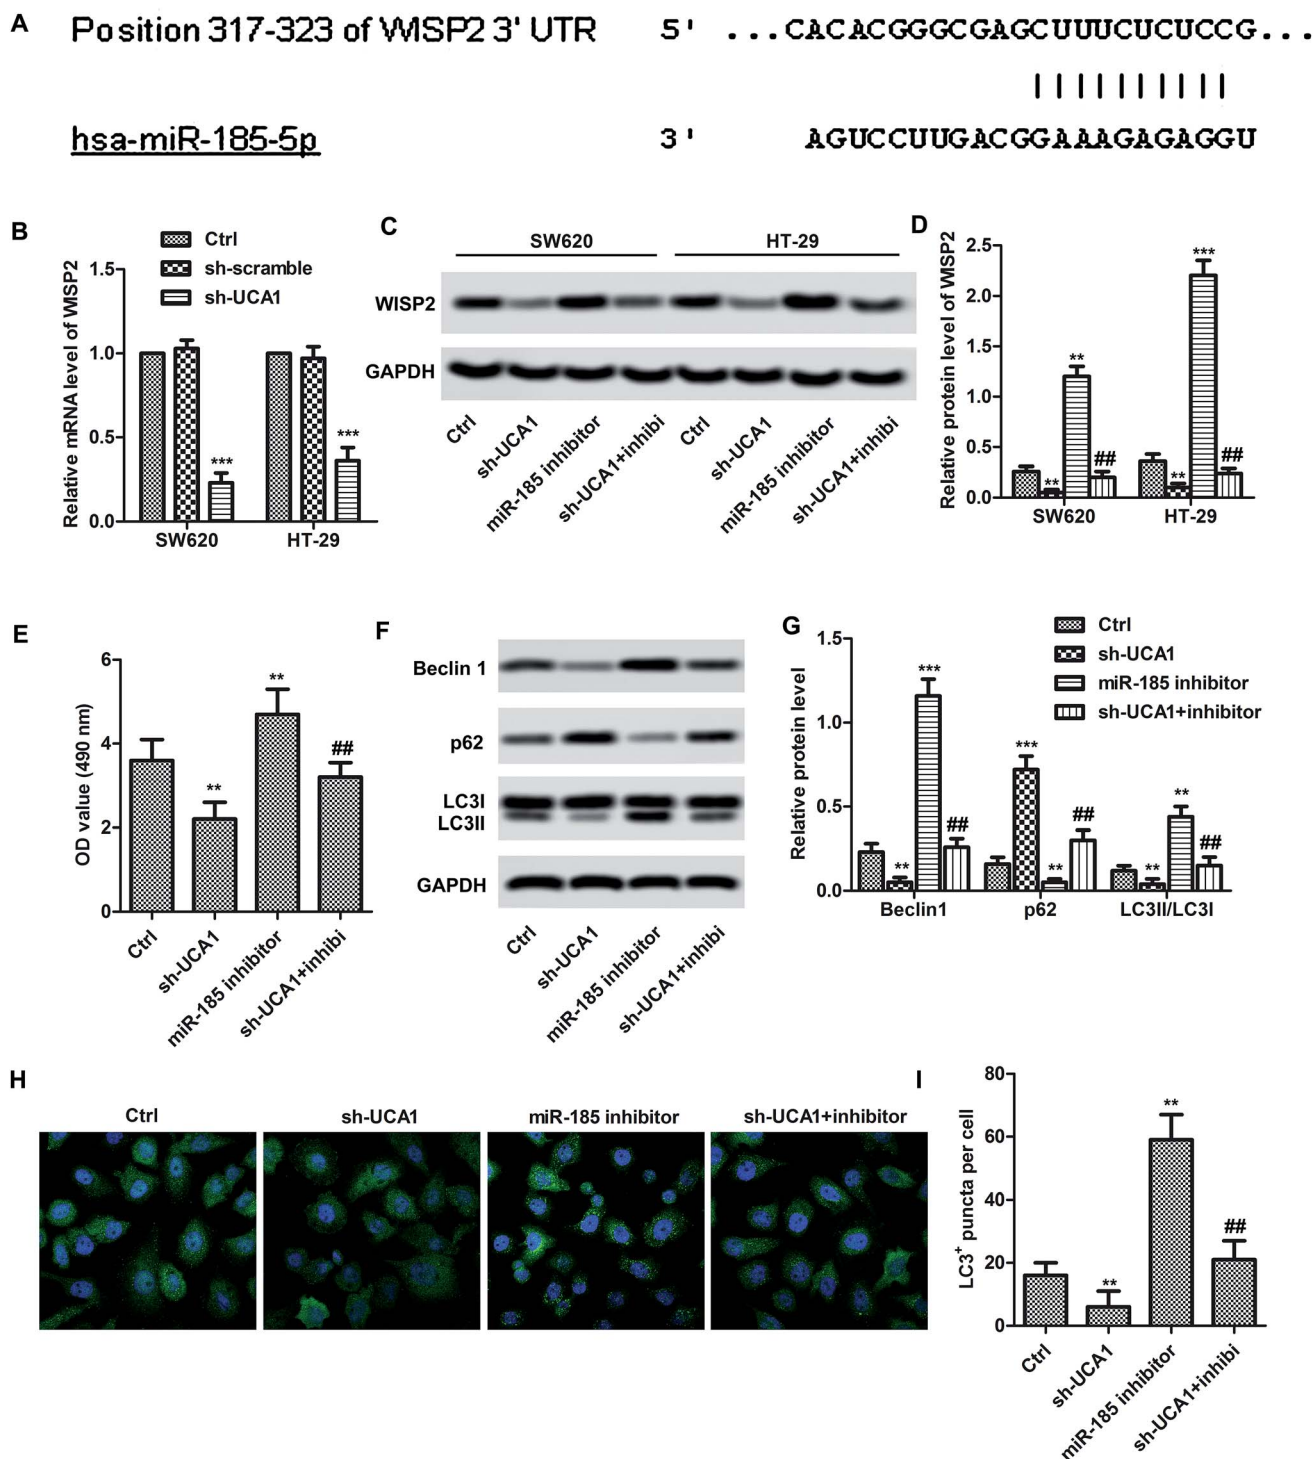 A
Position 317-323 of WISP2 3' UTR
5' ...CACACGGGCGAGCUUUCUCUCCG...
hsa-miR-185-5p
3' AGUCCUUGACGGAAAGAGAGGU
B
Ctrl
sh-scramble
sh-UCA1
Relative mRNA level of WISP2
1.5
1.0
0.5
0.0
***
***
SW620
HT-29
C
SW620
HT-29
WISP2
GAPDH
Ctrl
sh-UCA1
miR-185 inhibitor
sh-UCA1+inhibi
Ctrl
sh-UCA1
miR-185 inhibitor
sh-UCA1+inhibi
D
Relative protein level of WISP2
2.5
2.0
1.5
1.0
0.5
0.0
**
**
##
**
***
##
SW620
HT-29
E
OD value (490 nm)
6
4
2
0
**
**
##
Ctrl
sh-UCA1
miR-185 inhibitor
sh-UCA1+inhibi
F
Beclin 1
p62
LC3I
LC3II
GAPDH
Ctrl
sh-UCA1
miR-185 inhibitor
sh-UCA1+inhibi
G
Ctrl
sh-UCA1
miR-185 inhibitor
sh-UCA1+inhibitor
Relative protein level
1.5
1.0
0.5
0.0
**
***
##
***
**
##
**
**
##
Beclin1
p62
LC3II/LC3I
H
Ctrl
sh-UCA1
miR-185 inhibitor
sh-UCA1+inhibitor
I
LC3+ puncta per cell
80
60
40
20
0
**
**
##
Ctrl
sh-UCA1
miR-185 inhibitor
sh-UCA1+inhibi